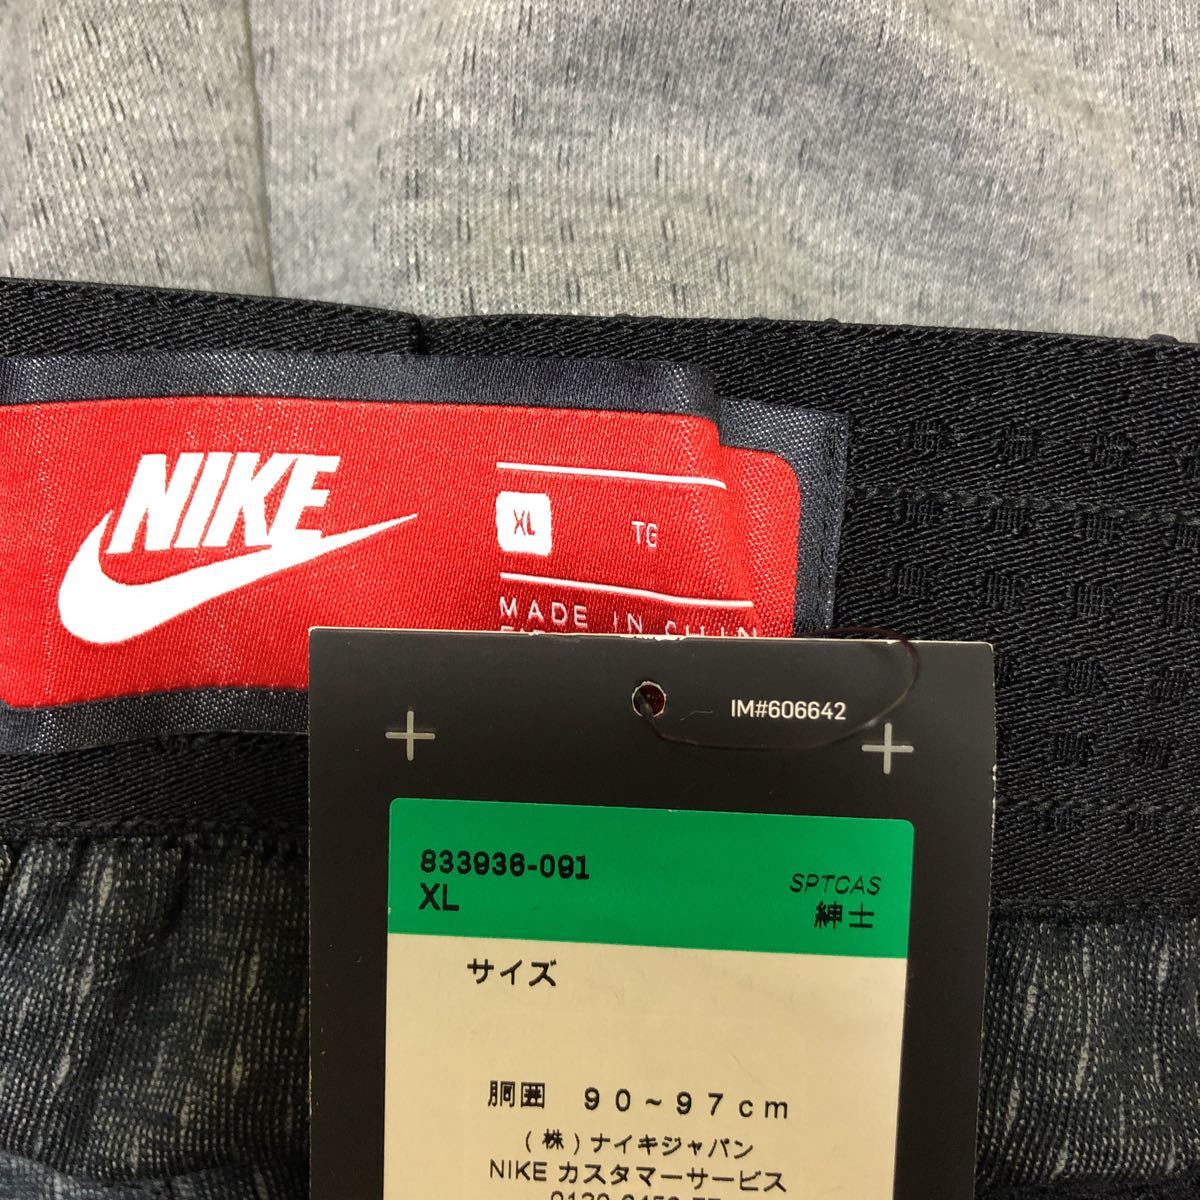 NIKE
XL TG
MADE IN CHIN
IM#606642
833936-091
XL
SPTCAS
紳士
サイズ
胴囲 90~97cm
(株)ナイキジャパン
NIKE カスタマーサービス